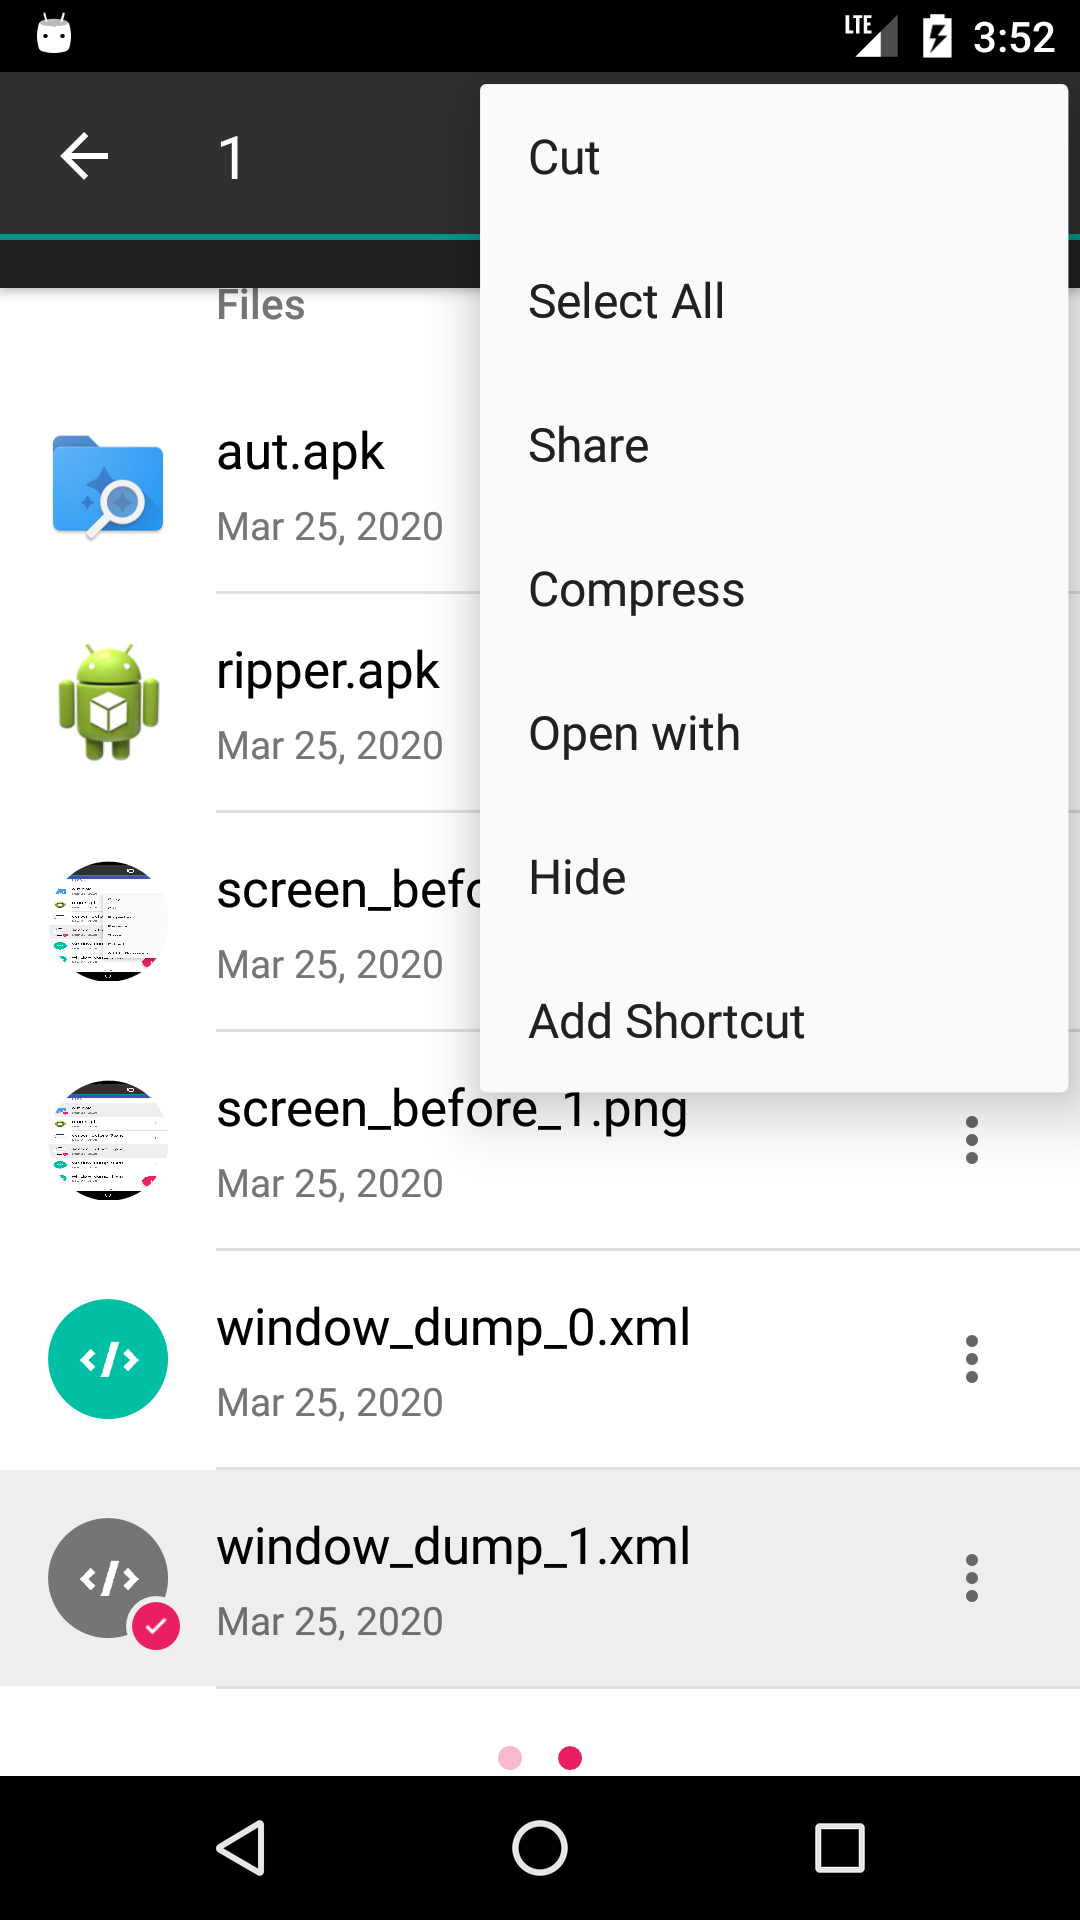 LTE 3:52
1
Cut
Select All
Files
Share
aut.apk
Mar 25, 2020
Compress
ripper.apk
Mar 25, 2020
Open with
Hide
screen_befo
Mar 25, 2020
Add Shortcut
screen_before_1.png
Mar 25, 2020
window_dump_0.xml
Mar 25, 2020
window_dump_1.xml
Mar 25, 2020